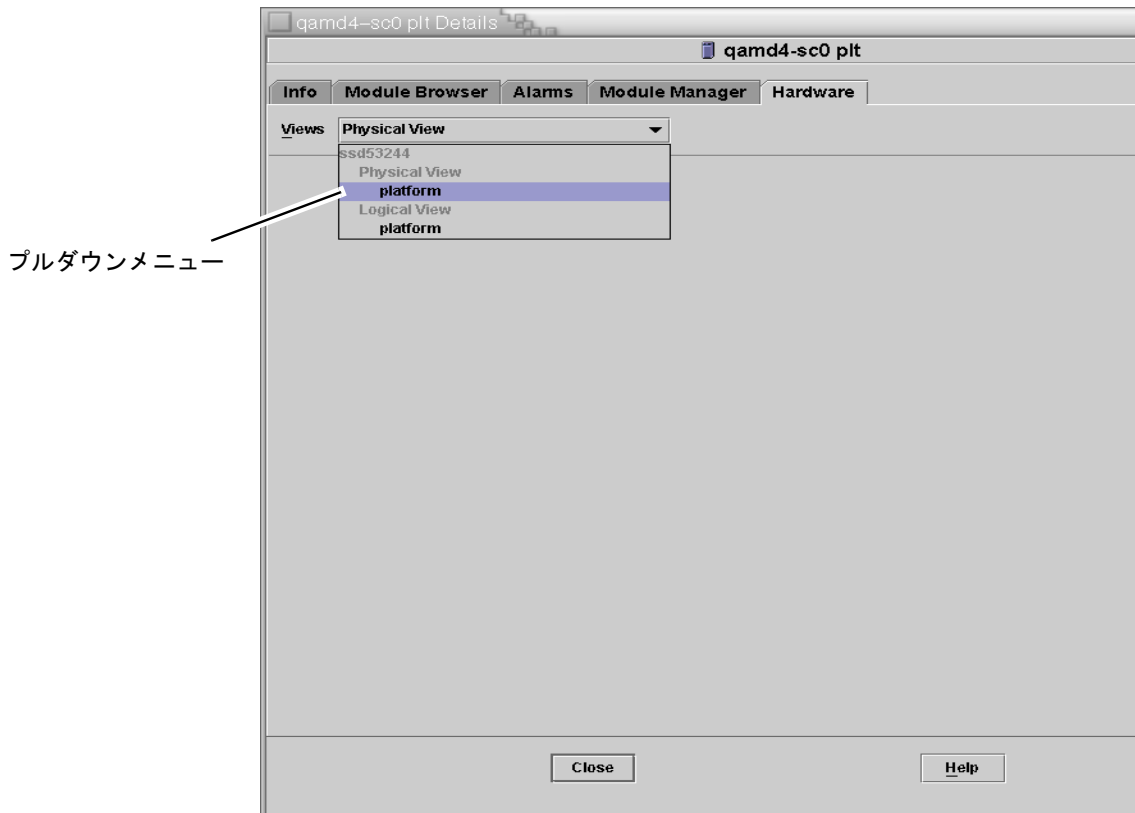 qamd4–sc0 plt Details
qamd4-sc0 plt
Info Module Browser Alarms Module Manager Hardware
Views Physical View
ssd53244
Physical View
platform
Logical View
platform
プルダウンメニュー
Close Help